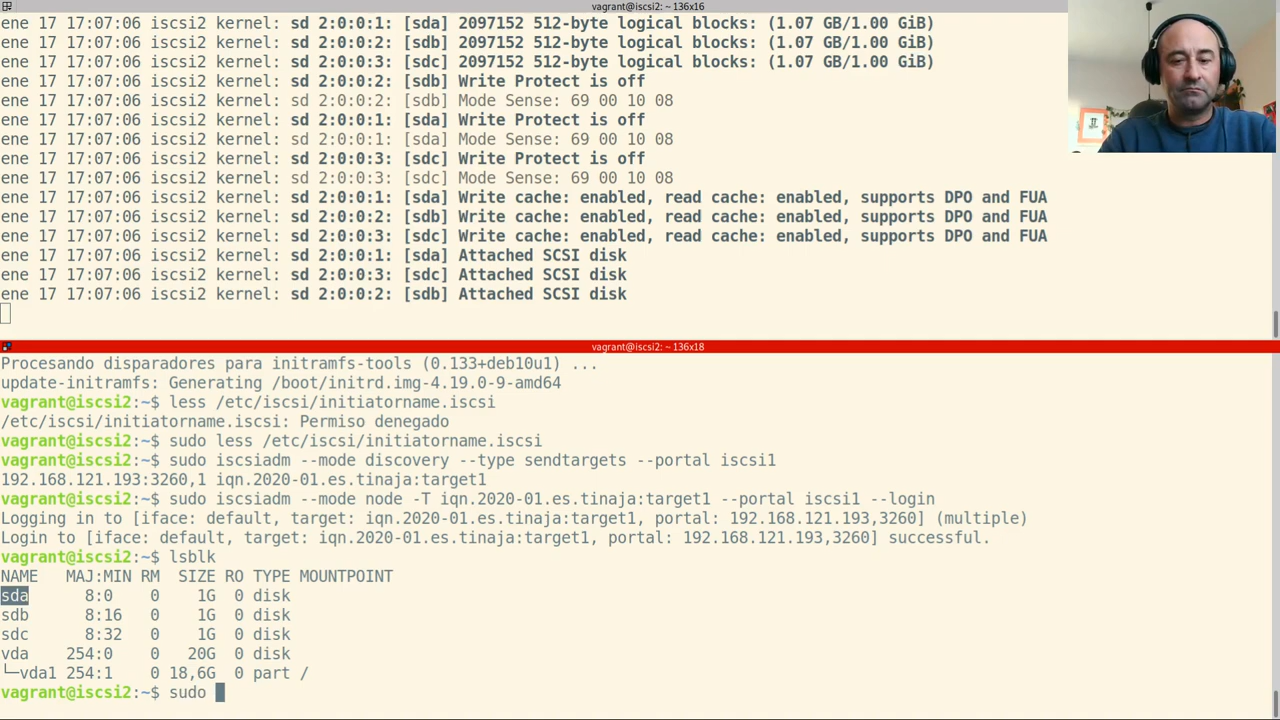 vagrant@iscsi2: ~ 136x16
ene 17 17:07:06 iscsi2 kernel: sd 2:0:0:1: [sda] 2097152 512-byte logical blocks: (1.07 GB/1.00 GiB)
ene 17 17:07:06 iscsi2 kernel: sd 2:0:0:2: [sdb] 2097152 512-byte logical blocks: (1.07 GB/1.00 GiB)
ene 17 17:07:06 iscsi2 kernel: sd 2:0:0:3: [sdc] 2097152 512-byte logical blocks: (1.07 GB/1.00 GiB)
ene 17 17:07:06 iscsi2 kernel: sd 2:0:0:2: [sdb] Write Protect is off
ene 17 17:07:06 iscsi2 kernel: sd 2:0:0:2: [sdb] Mode Sense: 69 00 10 08
ene 17 17:07:06 iscsi2 kernel: sd 2:0:0:1: [sda] Write Protect is off
ene 17 17:07:06 iscsi2 kernel: sd 2:0:0:1: [sda] Mode Sense: 69 00 10 08
ene 17 17:07:06 iscsi2 kernel: sd 2:0:0:3: [sdc] Write Protect is off
ene 17 17:07:06 iscsi2 kernel: sd 2:0:0:3: [sdc] Mode Sense: 69 00 10 08
ene 17 17:07:06 iscsi2 kernel: sd 2:0:0:1: [sda] Write cache: enabled, read cache: enabled, supports DPO and FUA
ene 17 17:07:06 iscsi2 kernel: sd 2:0:0:2: [sdb] Write cache: enabled, read cache: enabled, supports DPO and FUA
ene 17 17:07:06 iscsi2 kernel: sd 2:0:0:3: [sdc] Write cache: enabled, read cache: enabled, supports DPO and FUA
ene 17 17:07:06 iscsi2 kernel: sd 2:0:0:1: [sda] Attached SCSI disk
ene 17 17:07:06 iscsi2 kernel: sd 2:0:0:3: [sdc] Attached SCSI disk
ene 17 17:07:06 iscsi2 kernel: sd 2:0:0:2: [sdb] Attached SCSI disk
vagrant@iscsi2: ~ 136x18
Procesando disparadores para initramfs-tools (0.133+deb10u1) ...
update-initramfs: Generating /boot/initrd.img-4.19.0-9-amd64
vagrant@iscsi2:~$ less /etc/iscsi/initiatorname.iscsi
/etc/iscsi/initiatorname.iscsi: Permiso denegado
vagrant@iscsi2:~$ sudo less /etc/iscsi/initiatorname.iscsi
vagrant@iscsi2:~$ sudo iscsiadm --mode discovery --type sendtargets --portal iscsi1
192.168.121.193:3260,1 iqn.2020-01.es.tinaja:target1
vagrant@iscsi2:~$ sudo iscsiadm --mode node -T iqn.2020-01.es.tinaja:target1 --portal iscsi1 --login
Logging in to [iface: default, target: iqn.2020-01.es.tinaja:target1, portal: 192.168.121.193,3260] (multiple)
Login to [iface: default, target: iqn.2020-01.es.tinaja:target1, portal: 192.168.121.193,3260] successful.
vagrant@iscsi2:~$ lsblk
NAME   MAJ:MIN RM  SIZE RO TYPE MOUNTPOINT
sda      8:0    0    1G  0 disk
sdb      8:16   0    1G  0 disk
sdc      8:32   0    1G  0 disk
vda    254:0    0   20G  0 disk
└─vda1 254:1    0 18,6G  0 part /
vagrant@iscsi2:~$ sudo